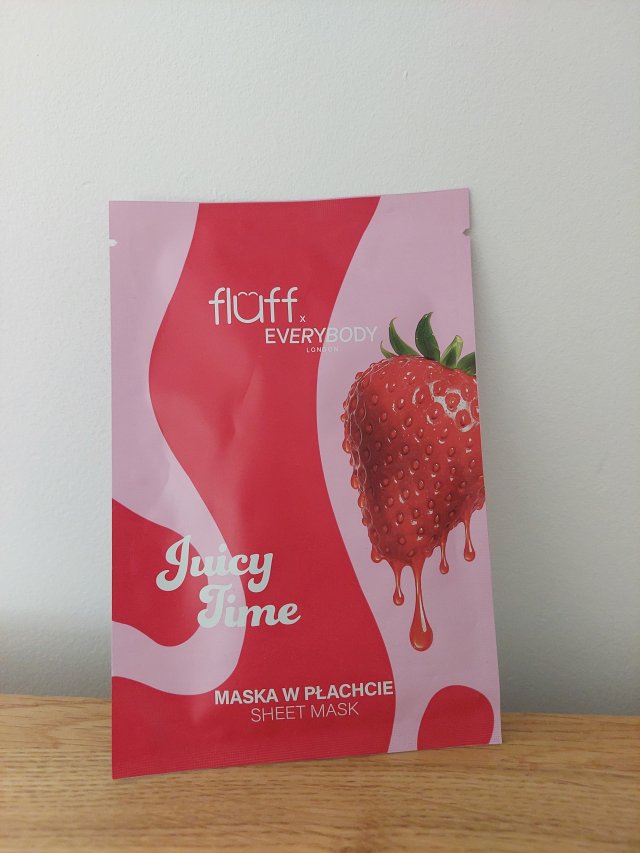 fluff
x
EVERYBODY
LONDON
Juicy
Time
MASKA W PŁACHCIE
SHEET MASK